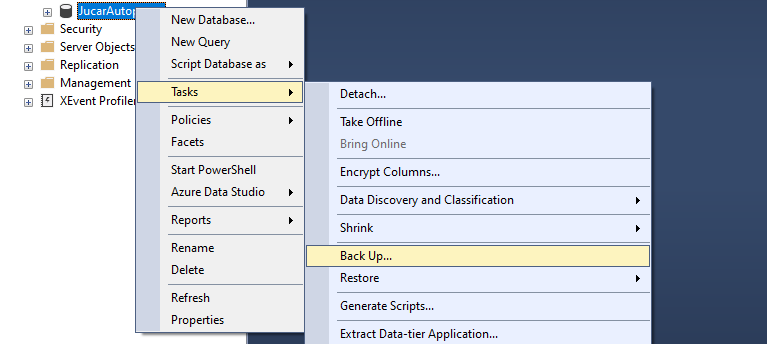 JucarAutop
Security
Server Objects
Replication
Management
XEvent Profiler
New Database...
New Query
Script Database as
Tasks
Policies
Facets
Start PowerShell
Azure Data Studio
Reports
Rename
Delete
Refresh
Properties
Detach...
Take Offline
Bring Online
Encrypt Columns...
Data Discovery and Classification
Shrink
Back Up...
Restore
Generate Scripts...
Extract Data-tier Application...